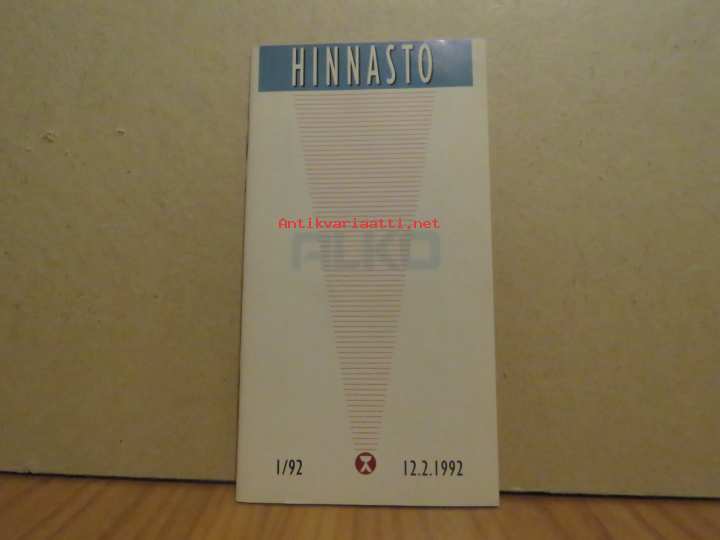 HINNASTO
Antikvariaatti.net
ALKO
1/92
12.2.1992